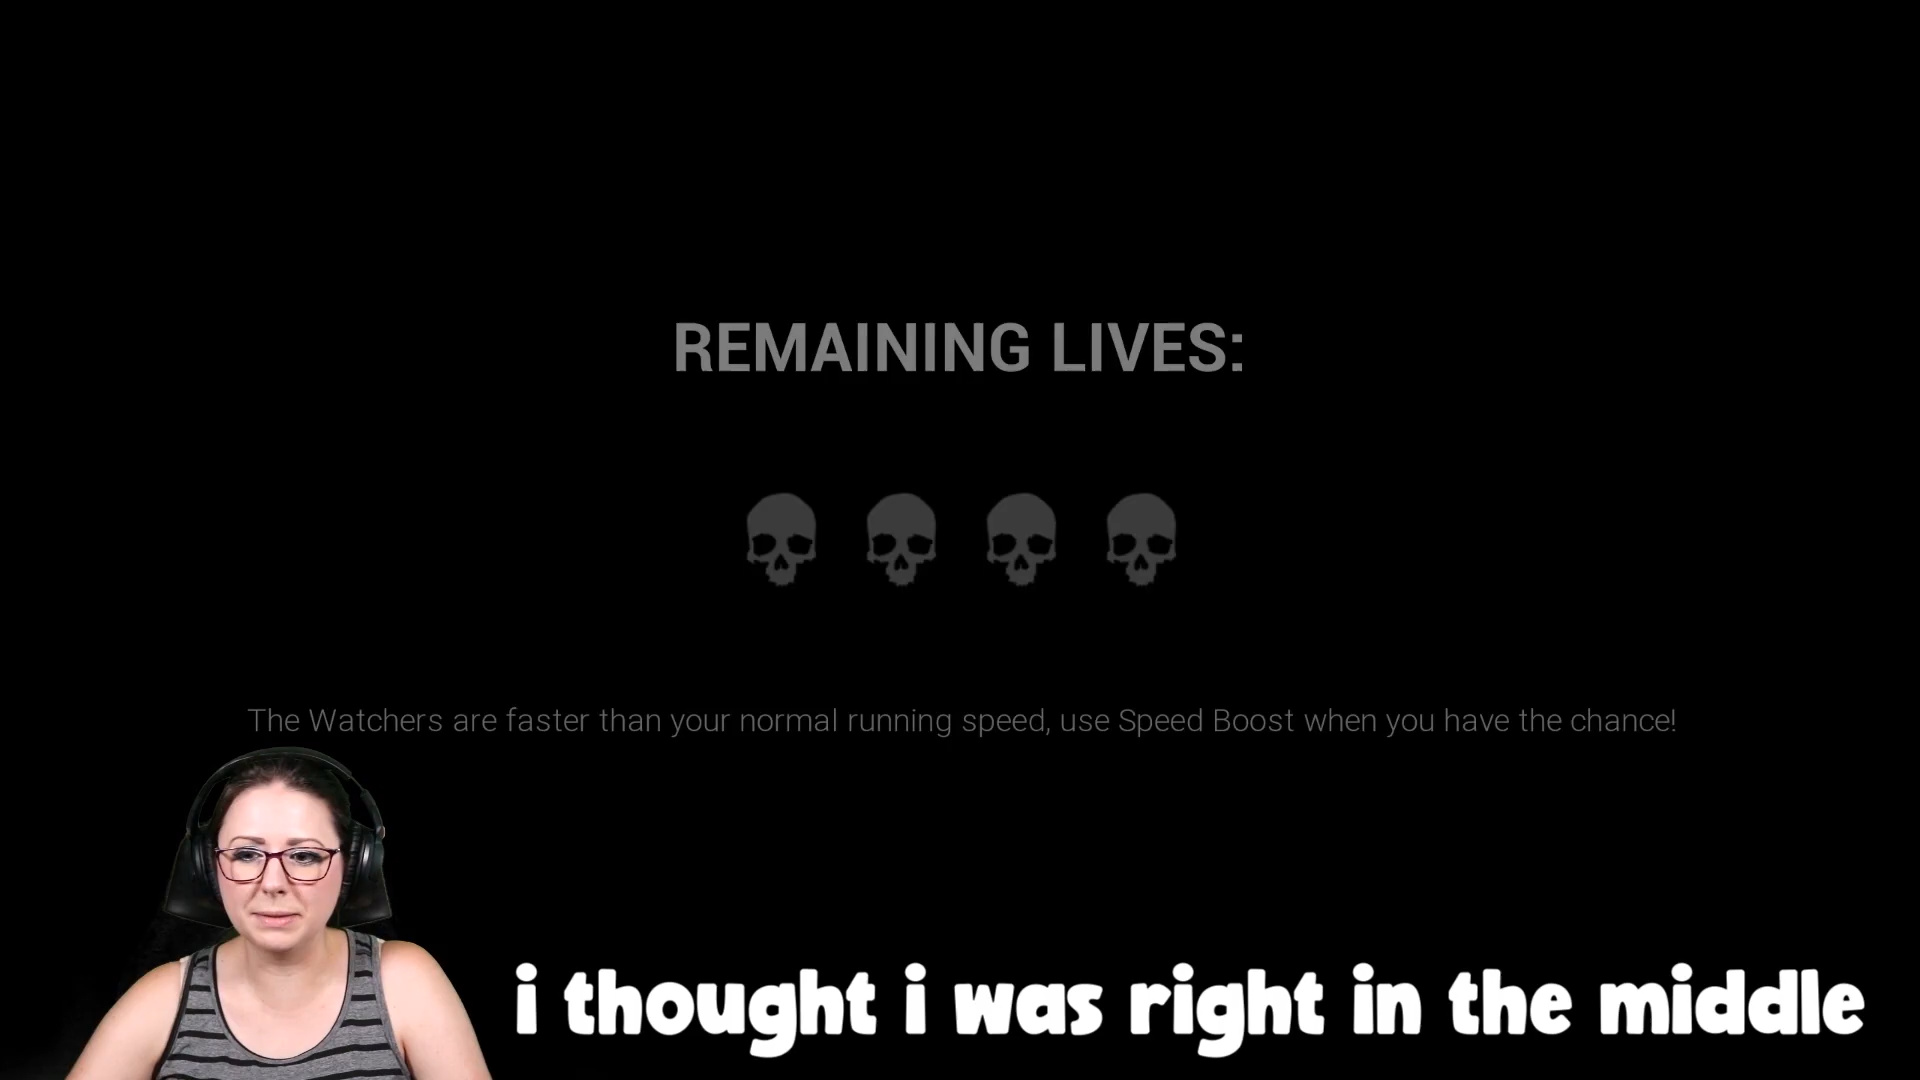 REMAINING LIVES:
The Watchers are faster than your normal running speed, use Speed Boost when you have the chance!
i thought i was right in the middle